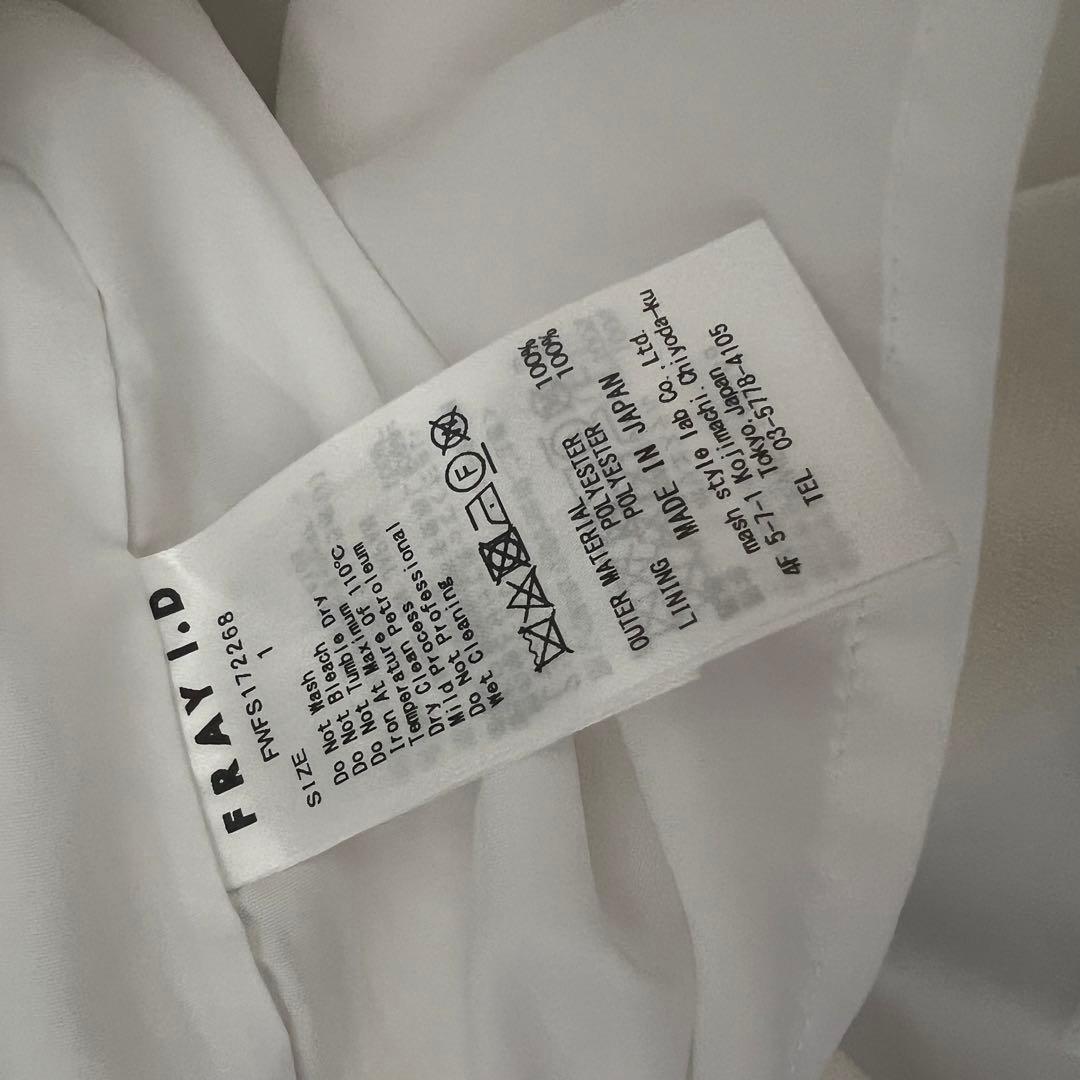 FRAY I.D
FWFS172268
SIZE 1
Do Not Wash
Do Not Bleach
Do Not Tumble Dry
Iron At Maximum
Temperature Of 110°C
Dry Clean Petroleum
Mild Process
Do Not Professional
Wet Cleaning
F
OUTER MATERIAL
POLYESTER 100%
LINING POLYESTER 100%
MADE IN JAPAN
mash style lab Co.,Ltd.
4F 5-7-1 Kojimachi. Chiyoda-ku
Tokyo, Japan
TEL 03-5778-4105